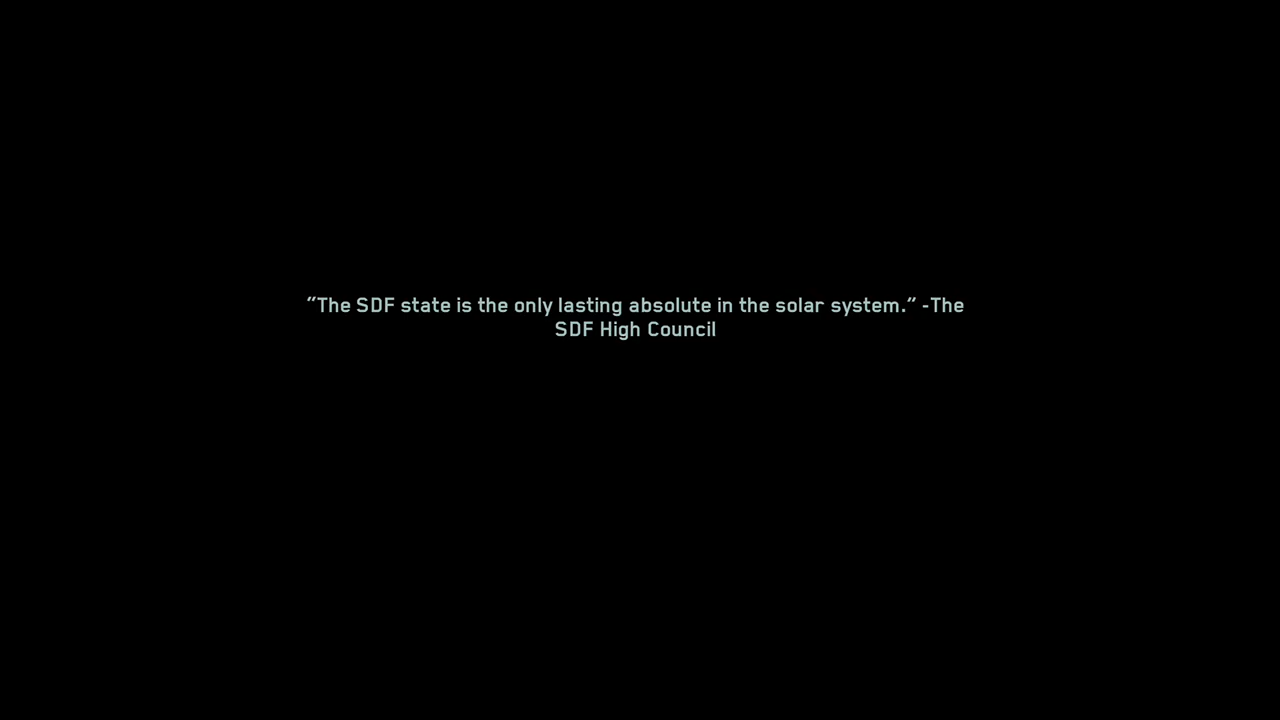 “The SDF state is the only lasting absolute in the solar system.” -The
SDF High Council